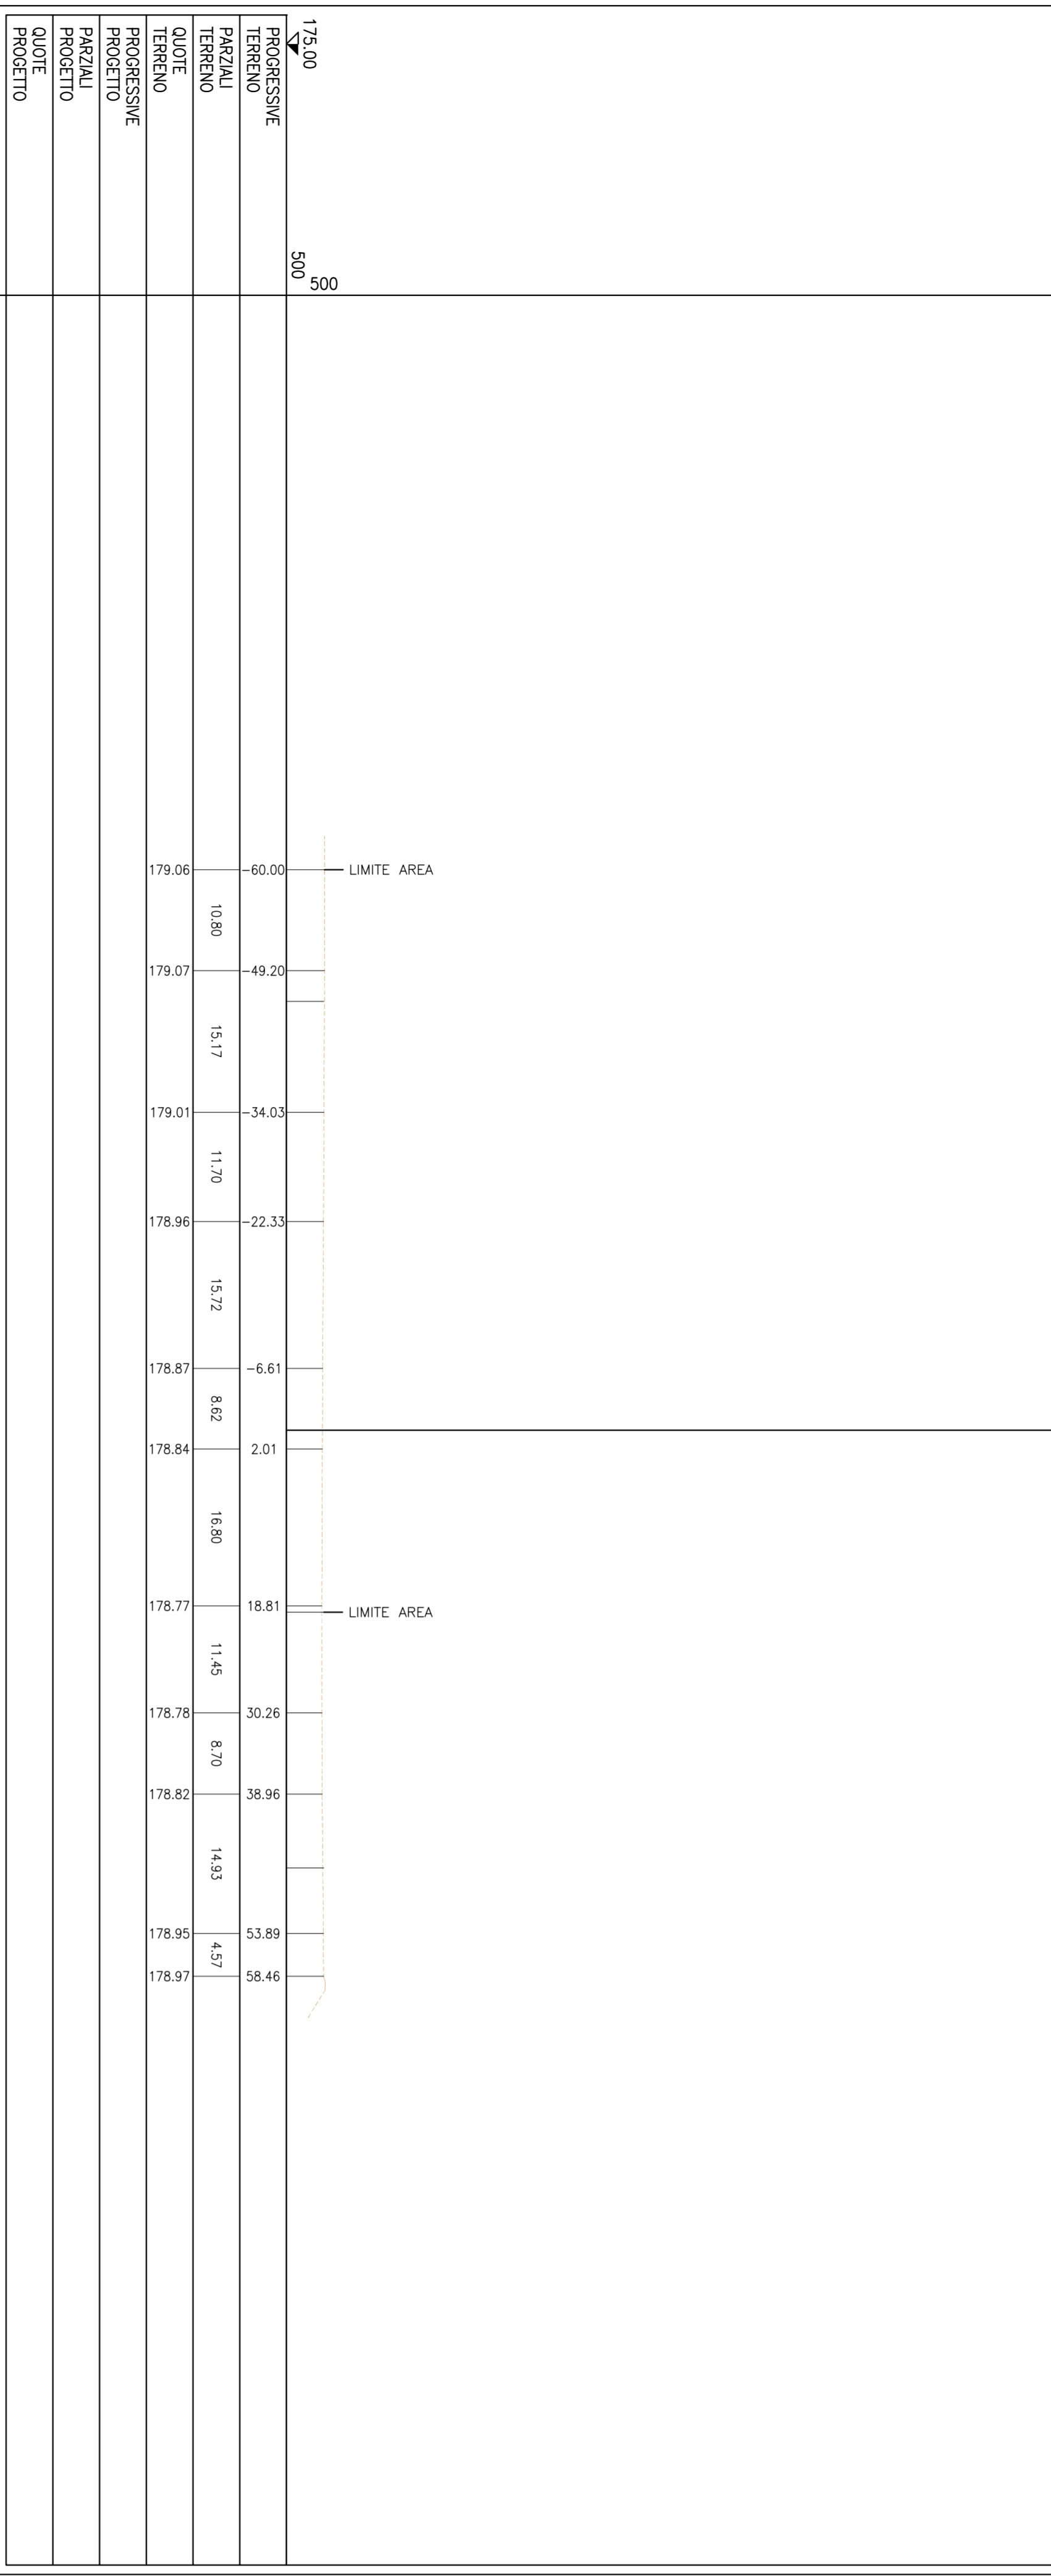 175.00
500
500
PROGRESSIVE
TERRENO
PARZIALI
TERRENO
QUOTE
TERRENO
PROGRESSIVE
PROGETTO
PARZIALI
PROGETTO
QUOTE
PROGETTO
179.06 -60.00 LIMITE AREA
10.80
179.07 -49.20
15.17
179.01 -34.03
11.70
178.96 -22.33
15.72
178.87 -6.61
8.62
178.84 2.01
16.80
178.77 18.81
LIMITE AREA
11.45
178.78 30.26
8.70
178.82 38.96
14.93
178.95 53.89
4.57
178.97 58.46